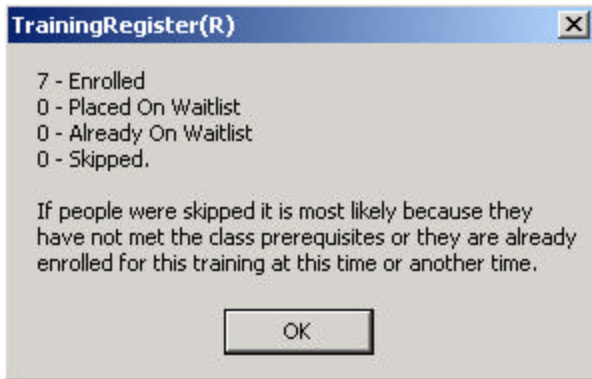 TrainingRegister(R)
7 - Enrolled
0 - Placed On Waitlist
0 - Already On Waitlist
0 - Skipped.
If people were skipped it is most likely because they
have not met the class prerequisites or they are already
enrolled for this training at this time or another time.
OK